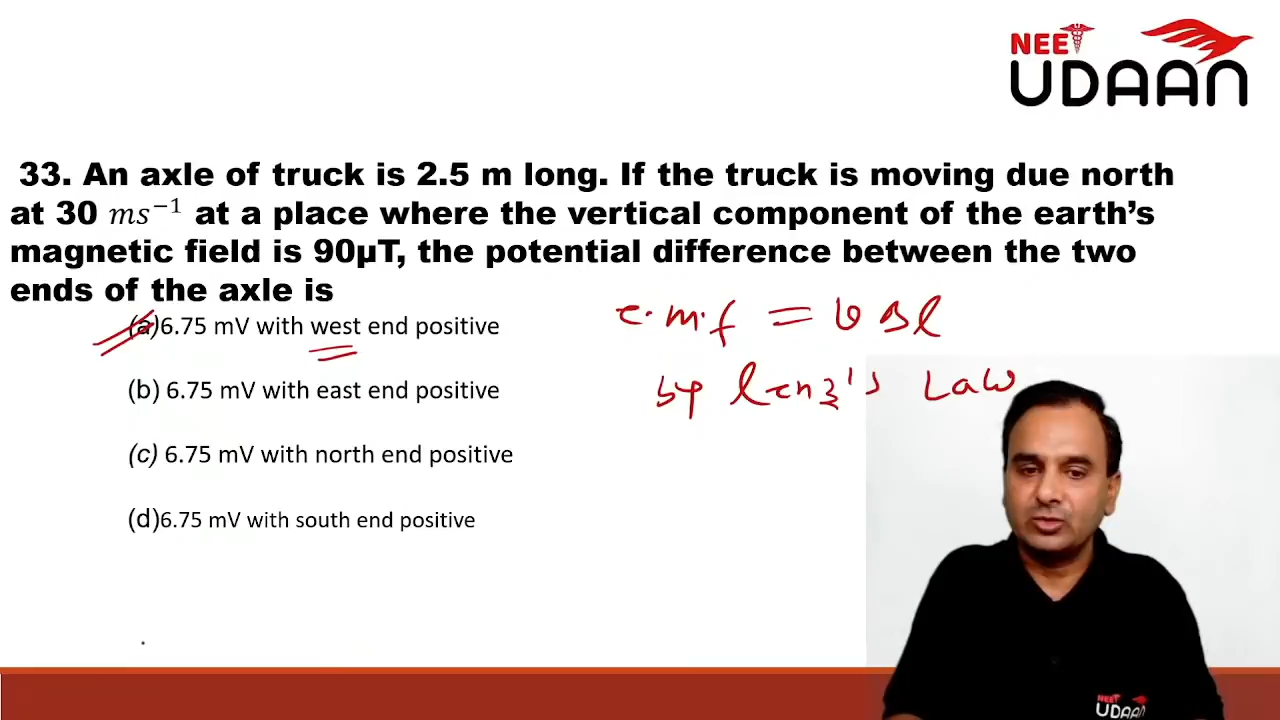 NEET
UDAAN
33. An axle of truck is 2.5 m long. If the truck is moving due north
at 30 ms⁻¹ at a place where the vertical component of the earth’s
magnetic field is 90μT, the potential difference between the two
ends of the axle is
(a)6.75 mV with west end positive
e.m.f = v B l
(b) 6.75 mV with east end positive
by lenz's Law
(c) 6.75 mV with north end positive
(d)6.75 mV with south end positive
NEET
UDAAN